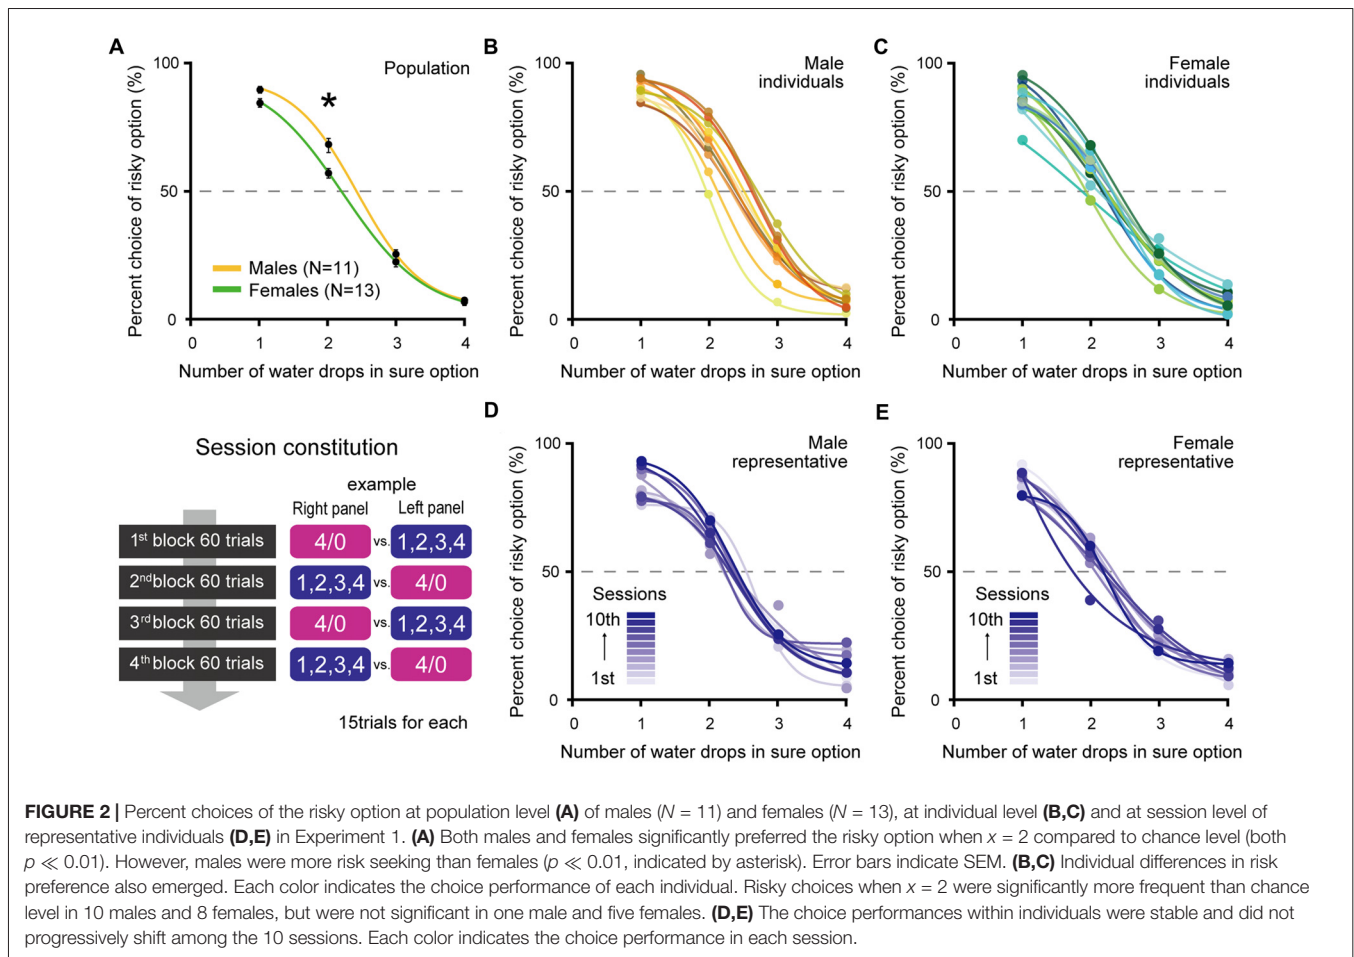 A
Percent choice of risky option (%)
100
50
0
Population
*
Males (N=11)
Females (N=13)
1 2 3 4
Number of water drops in sure option
B
Percent choice of risky option (%)
100
50
0
Male
individuals
0 1 2 3 4
Number of water drops in sure option
C
Percent choice of risky option (%)
100
50
0
Female
individuals
0 1 2 3 4
Number of water drops in sure option
Session constitution
example
Right panel Left panel
1st block 60 trials 4/0 vs. 1,2,3,4
2nd block 60 trials 1,2,3,4 vs. 4/0
3rd block 60 trials 4/0 vs. 1,2,3,4
4th block 60 trials 1,2,3,4 vs. 4/0
15trials for each
D
Percent choice of risky option (%)
100
50
0
Male
representative
Sessions
10th
1st
0 1 2 3 4
Number of water drops in sure option
E
Percent choice of risky option (%)
100
50
0
Female
representative
Sessions
10th
1st
0 1 2 3 4
Number of water drops in sure option
FIGURE 2 | Percent choices of the risky option at population level (A) of males (N = 11) and females (N = 13), at individual level (B,C) and at session level of
representative individuals (D,E) in Experiment 1. (A) Both males and females significantly preferred the risky option when x = 2 compared to chance level (both
p ≪ 0.01). However, males were more risk seeking than females (p ≪ 0.01, indicated by asterisk). Error bars indicate SEM. (B,C) Individual differences in risk
preference also emerged. Each color indicates the choice performance of each individual. Risky choices when x = 2 were significantly more frequent than chance
level in 10 males and 8 females, but were not significant in one male and five females. (D,E) The choice performances within individuals were stable and did not
progressively shift among the 10 sessions. Each color indicates the choice performance in each session.